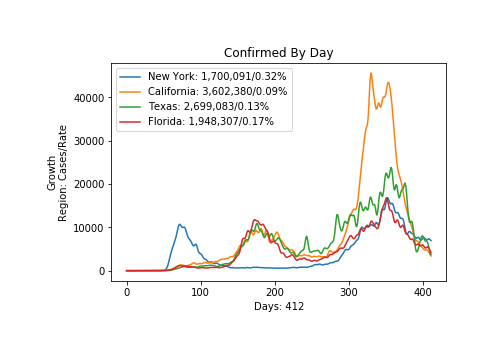 Confirmed By Day
New York: 1,700,091/0.32%
California: 3,602,380/0.09%
Texas: 2,699,083/0.13%
Florida: 1,948,307/0.17%
Growth
Region: Cases/Rate
40000
30000
20000
10000
0
0 100 200 300 400
Days: 412